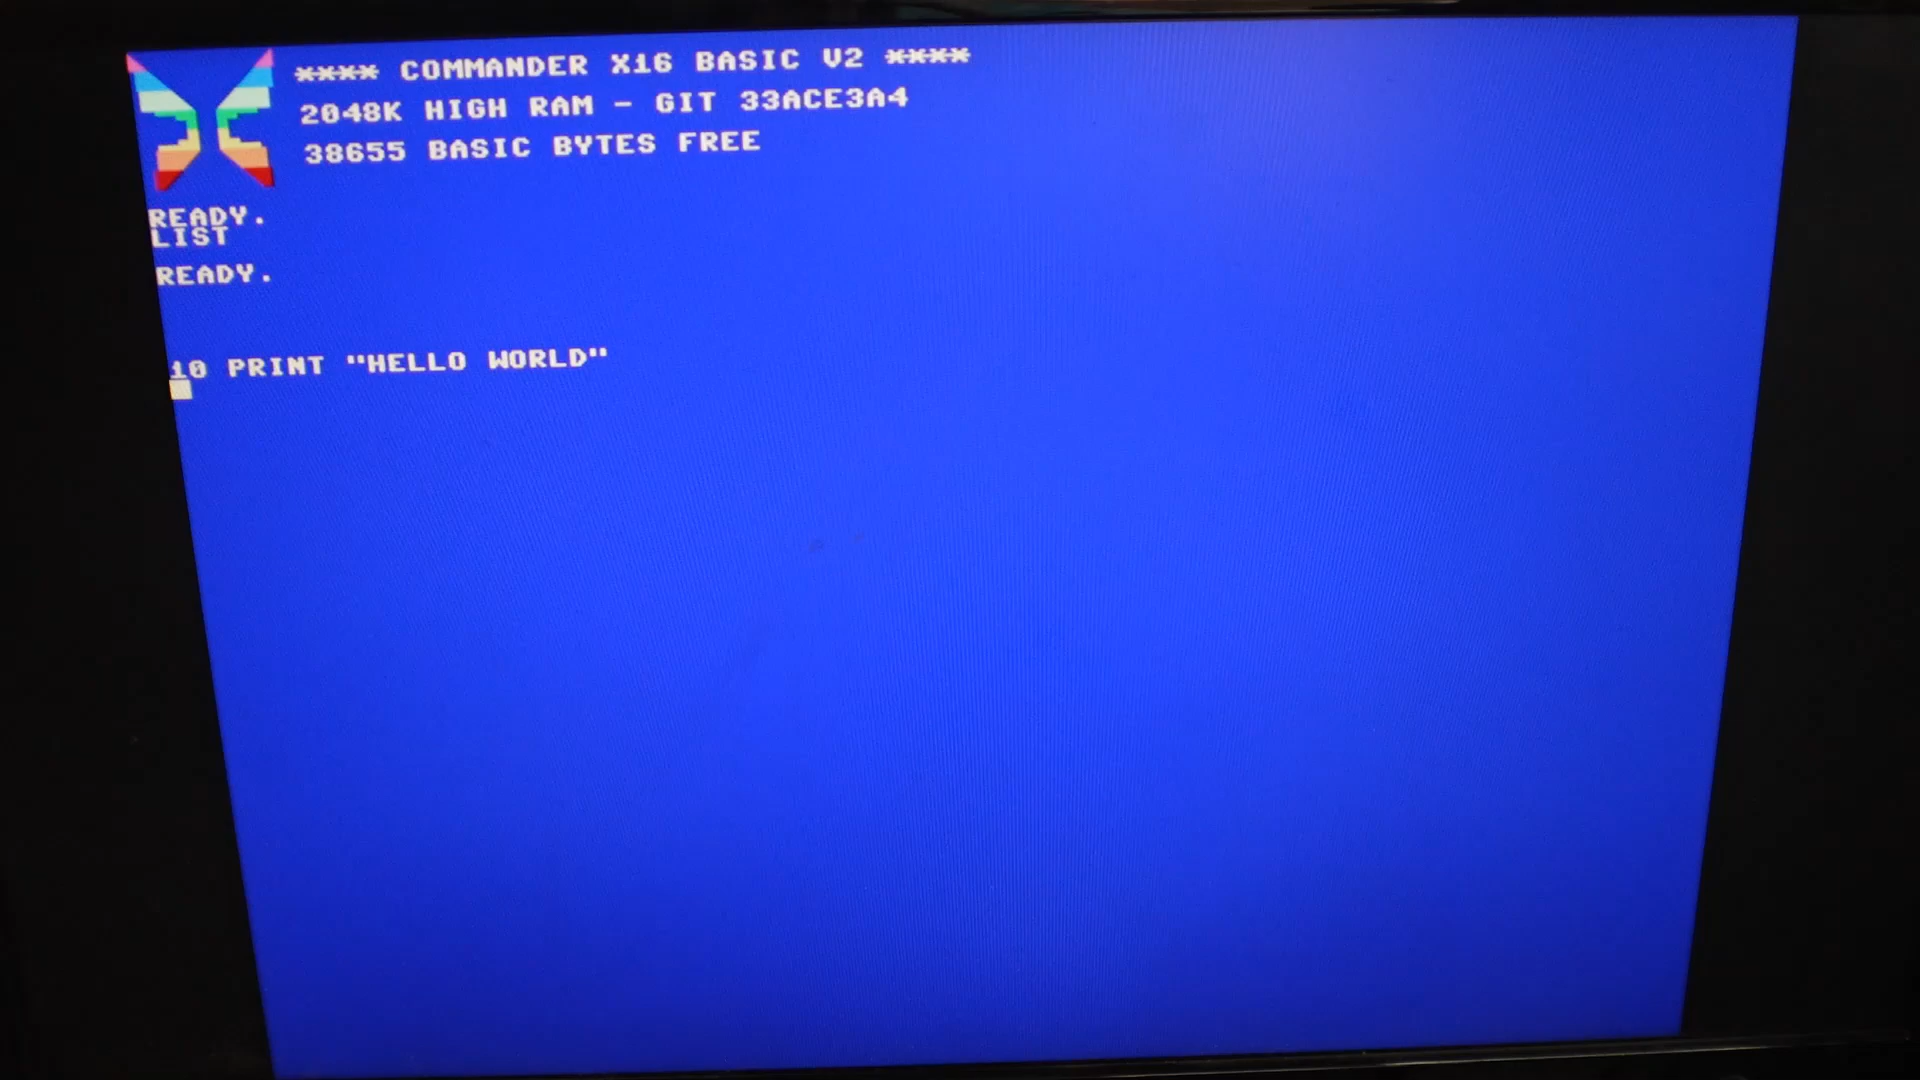 **** COMMANDER X16 BASIC V2 ****
2048K HIGH RAM - GIT 33ACE3A4
38655 BASIC BYTES FREE
READY.
LIST
READY.
10 PRINT "HELLO WORLD"